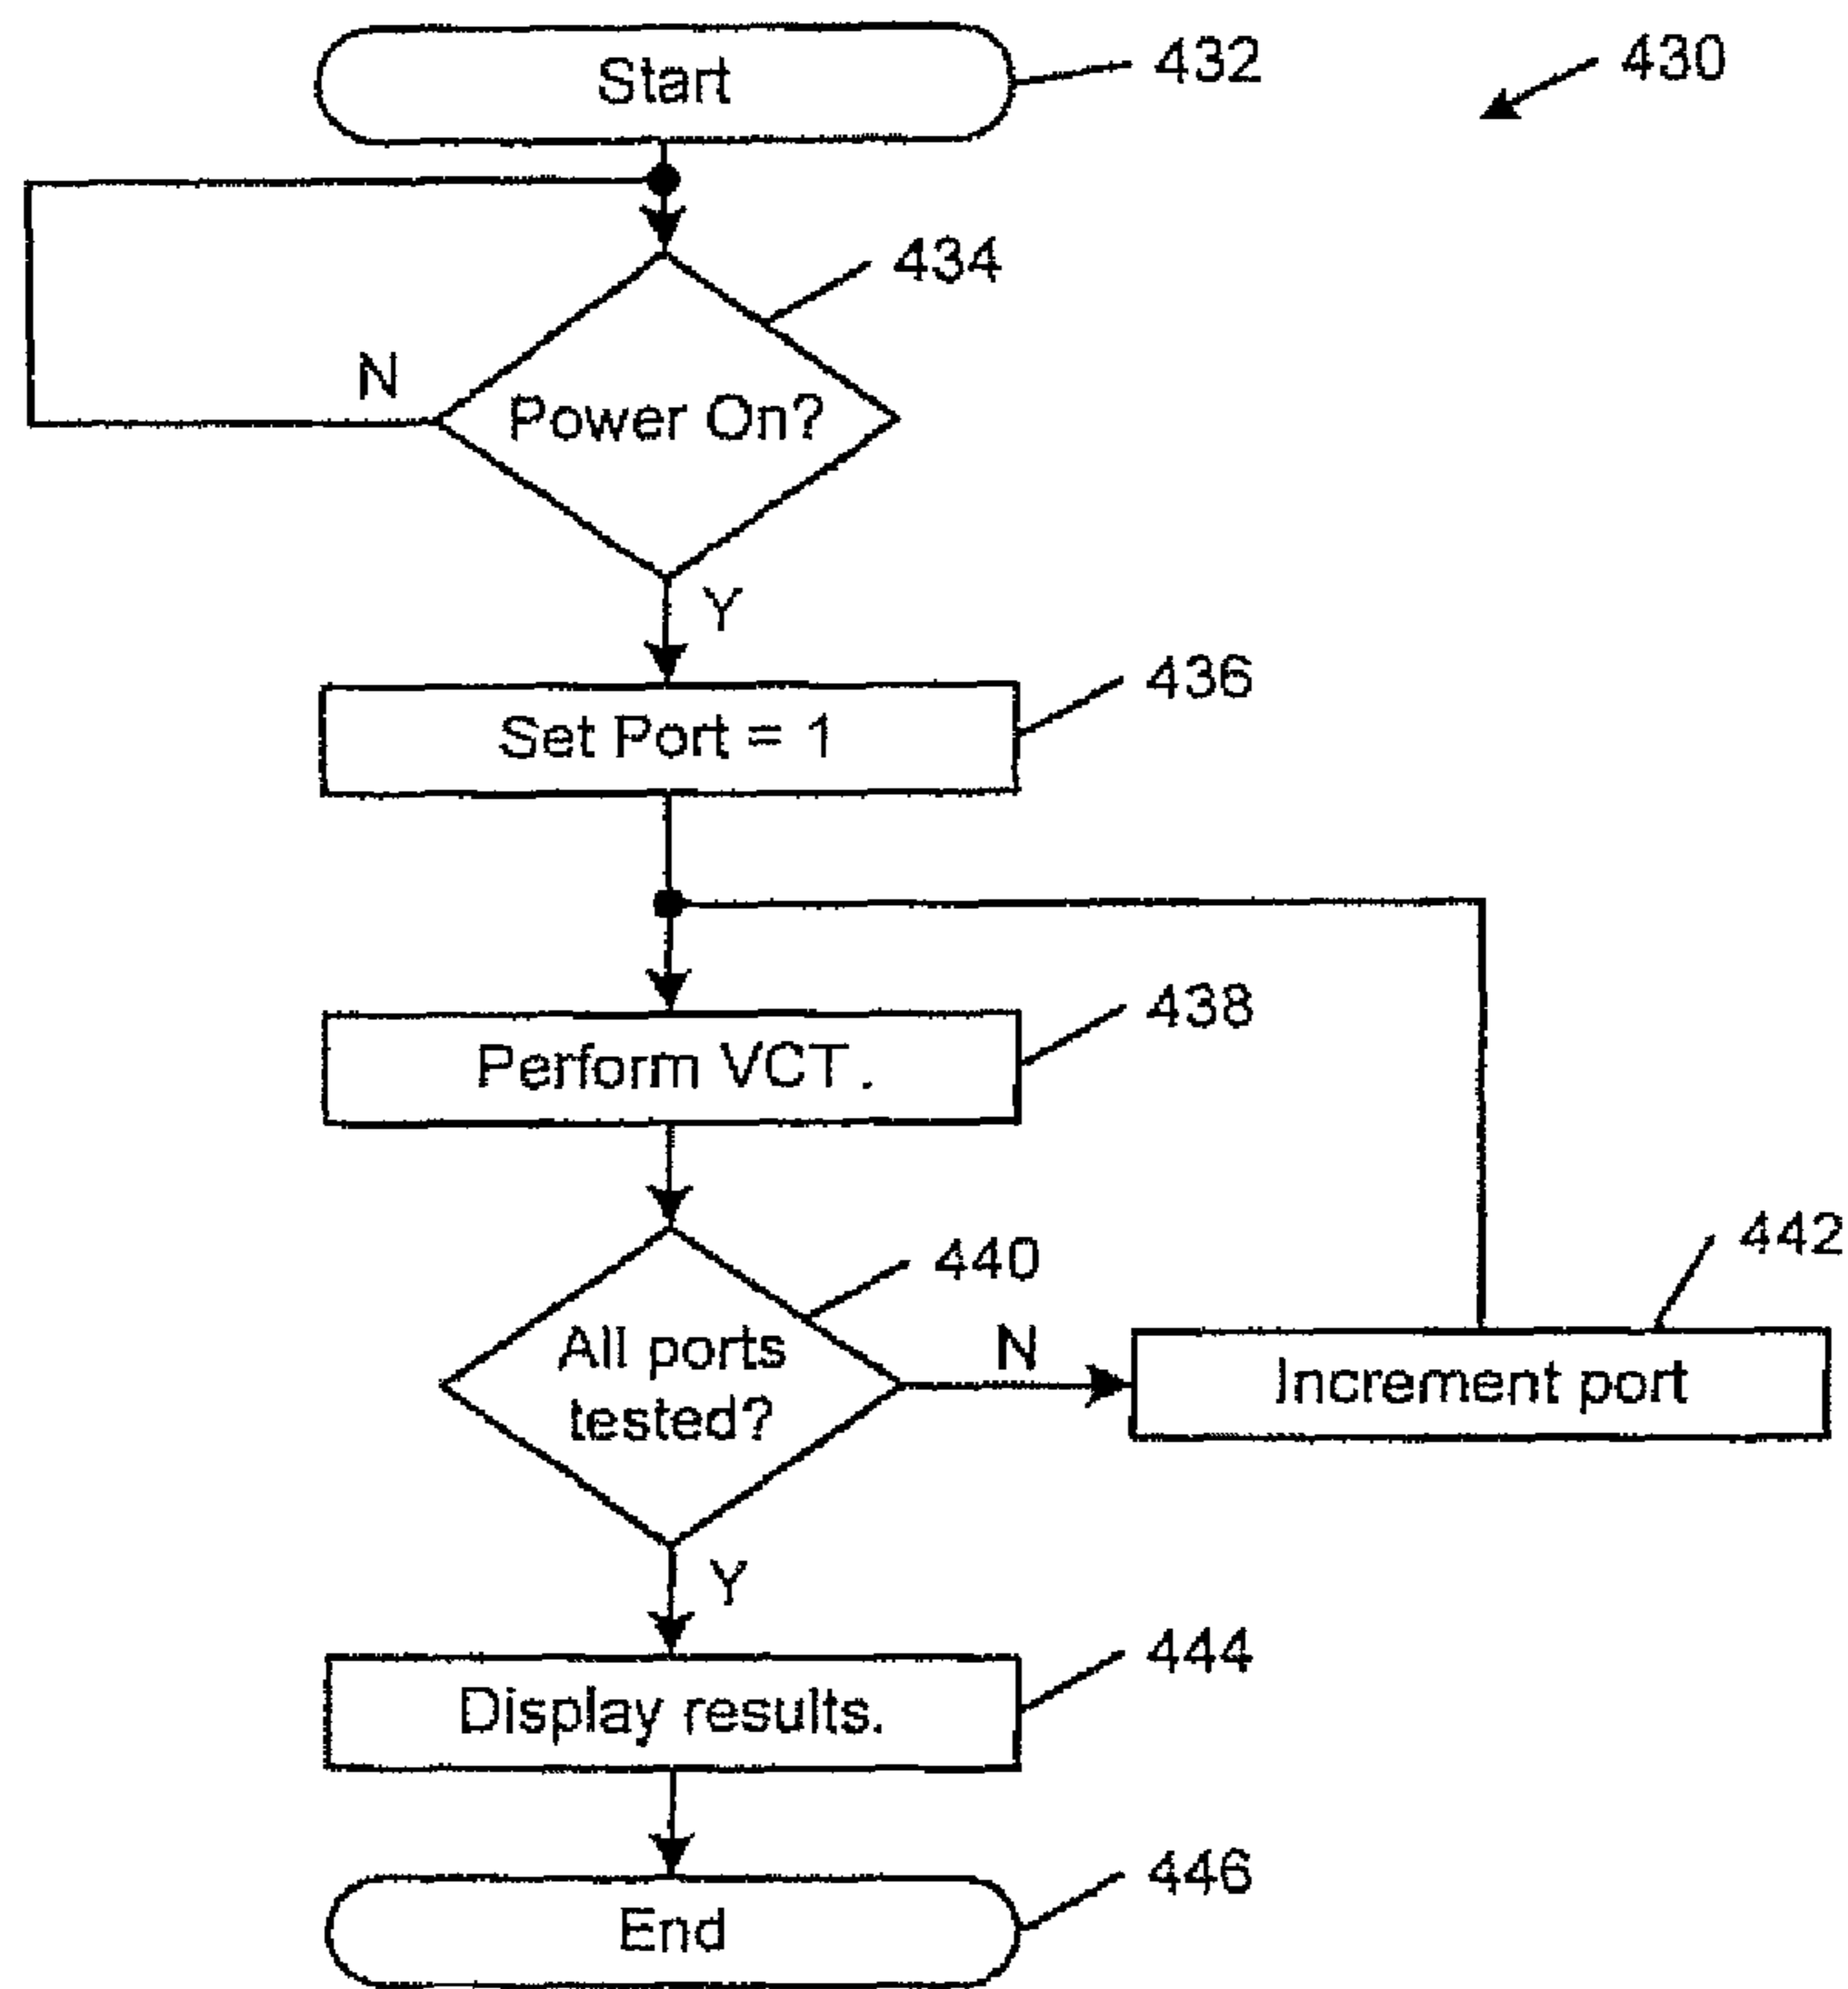 Start
432
430
434
N
Power On?
Y
436
Set Port = 1
438
Perform VCT.
440
442
All ports
tested?
N
Increment port
Y
444
Display results.
446
End